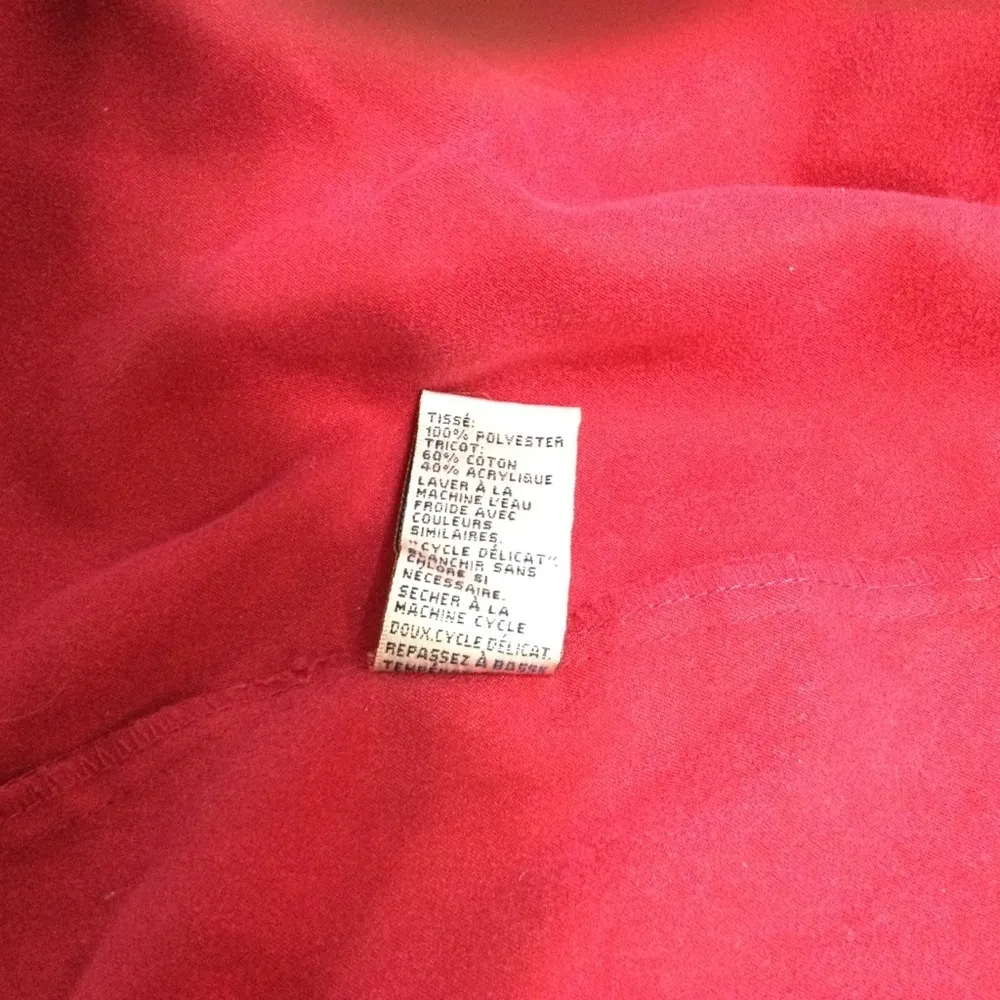 TISSÉ:
100% POLYESTER
TRICOT:
60% COTON
40% ACRYLIQUE
LAVER À LA
MACHINE L'EAU
FROIDE AVEC
COULEURS
SIMILAIRES.
"CYCLE DÉLICAT".
BLANCHIR SANS
CHLORE SI
NÉCESSAIRE.
SECHER À LA
MACHINE CYCLE
DOUX.CYCLE DÉLICAT.
REPASSEZ À BASSE